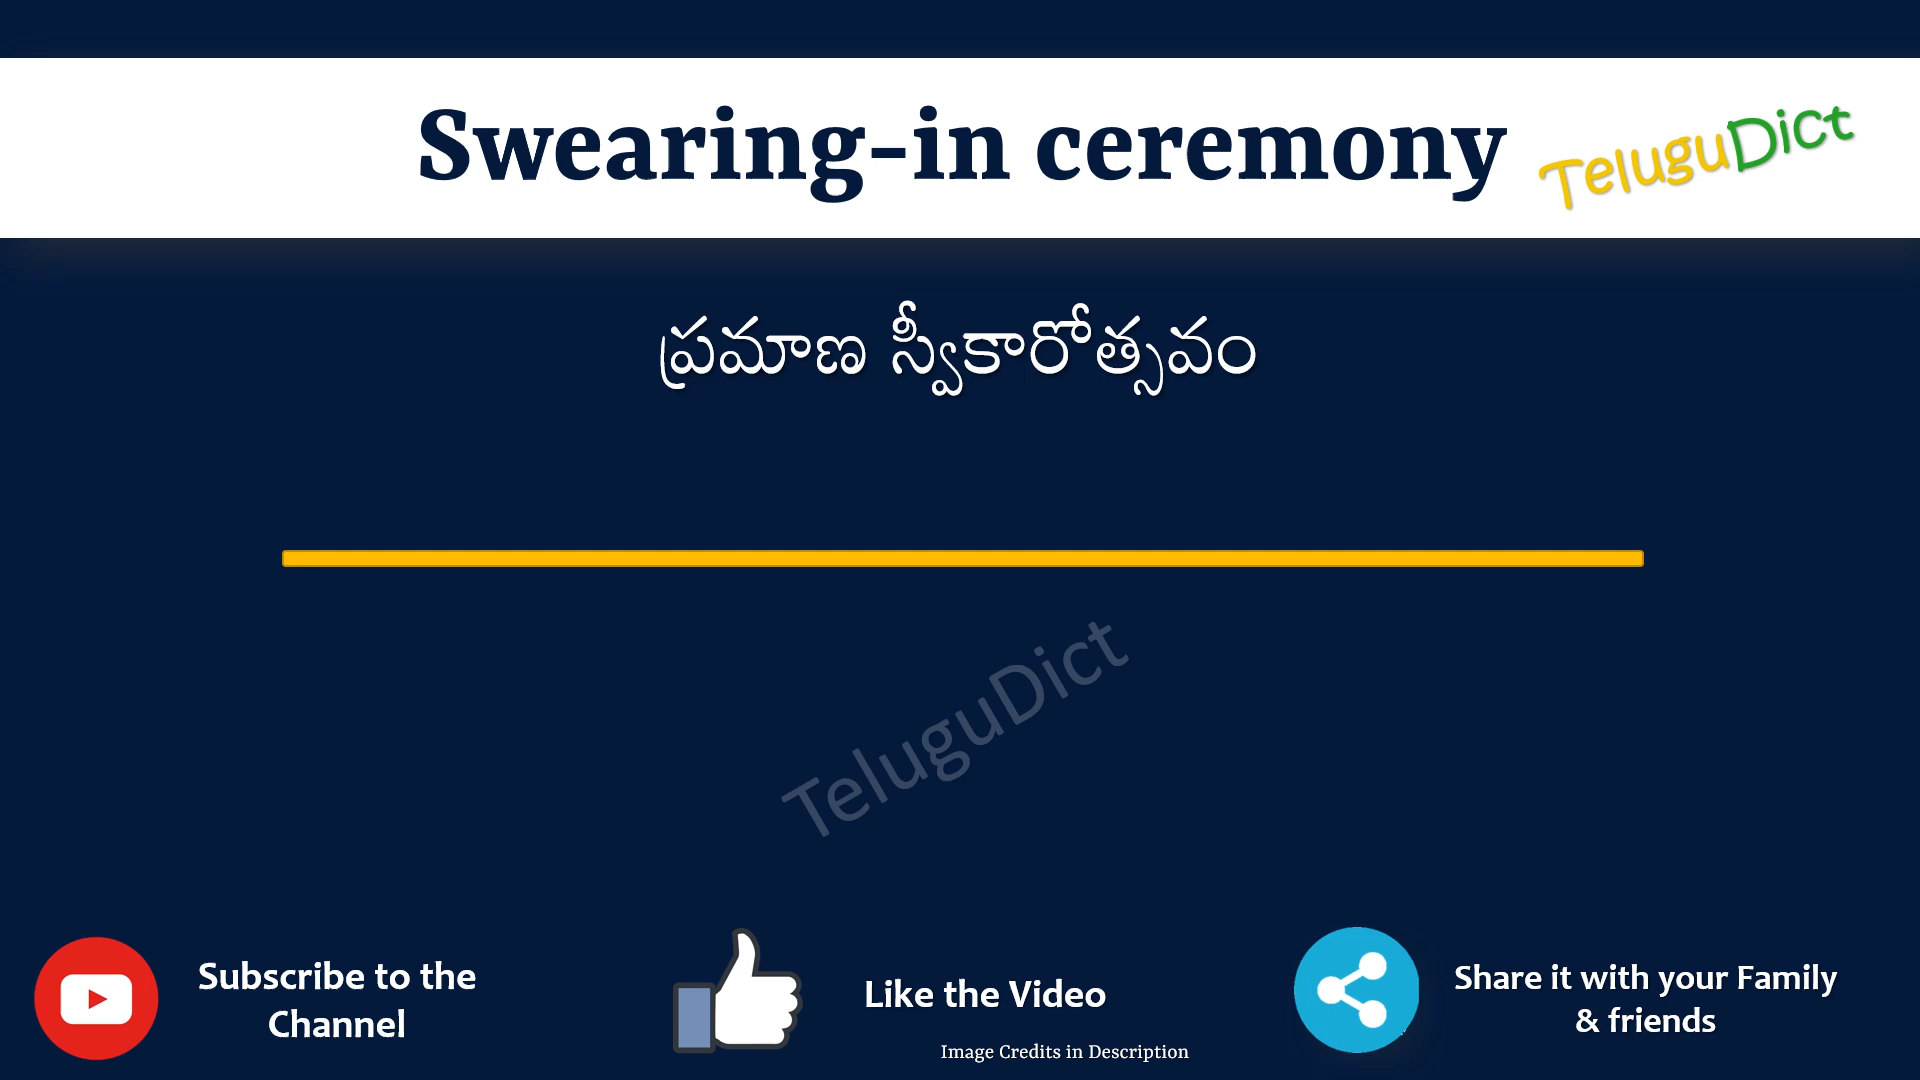 Swearing-in ceremony
TeluguDict
ప్రమాణ స్వీకారోత్సవం
TeluguDict
Subscribe to the
Channel
Like the Video
Share it with your Family
& friends
Image Credits in Description